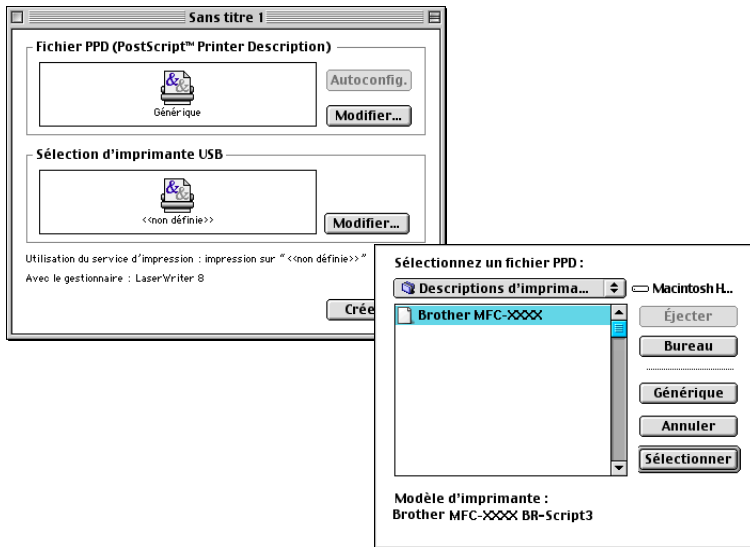 Sans titre 1
Fichier PPD (PostScript™ Printer Description)
Générique
Autoconfig.
Modifier...
Sélection d'imprimante USB
<<non définie>>
Modifier...
Utilisation du service d'impression : impression sur "<<non définie>>"
Avec le gestionnaire : LaserWriter 8
Crée
Sélectionnez un fichier PPD :
Descriptions d'imprima...
Macintosh H...
Brother MFC-XXXX
Éjecter
Bureau
Générique
Annuler
Sélectionner
Modèle d'imprimante :
Brother MFC-XXXX BR-Script3